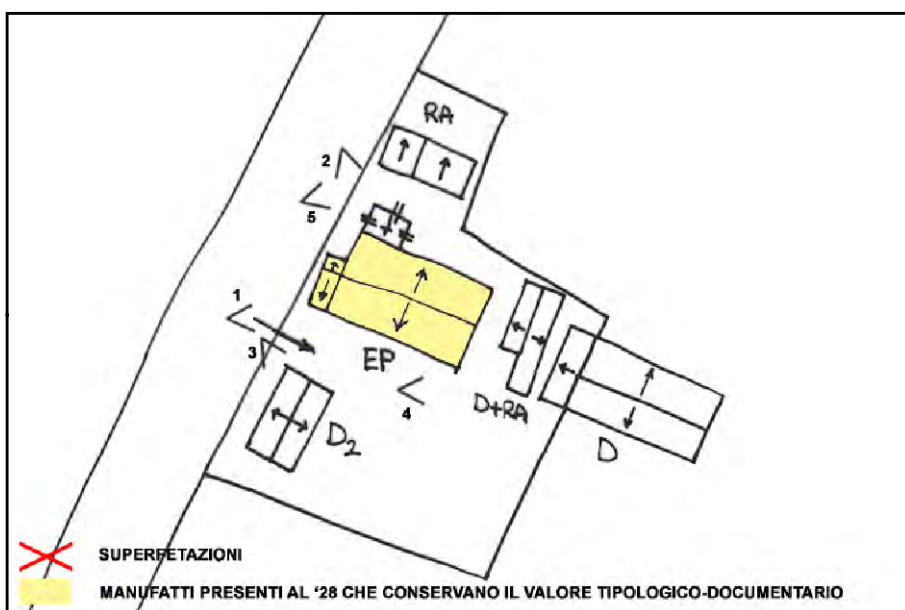 RA
2
5
1
3
EP
4
D+RA
D
D2
SUPERFETAZIONI
MANUFATTI PRESENTI AL '28 CHE CONSERVANO IL VALORE TIPOLOGICO-DOCUMENTARIO